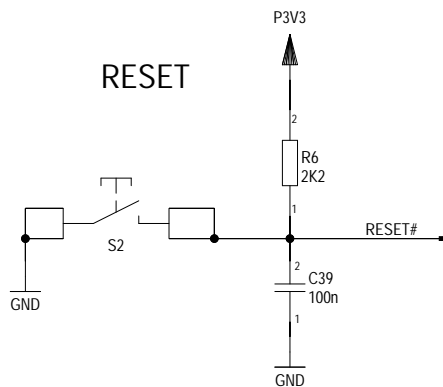 P3V3
RESET
2
R6
2K2
1
RESET#
S2
2
C39
100n
1
GND
GND